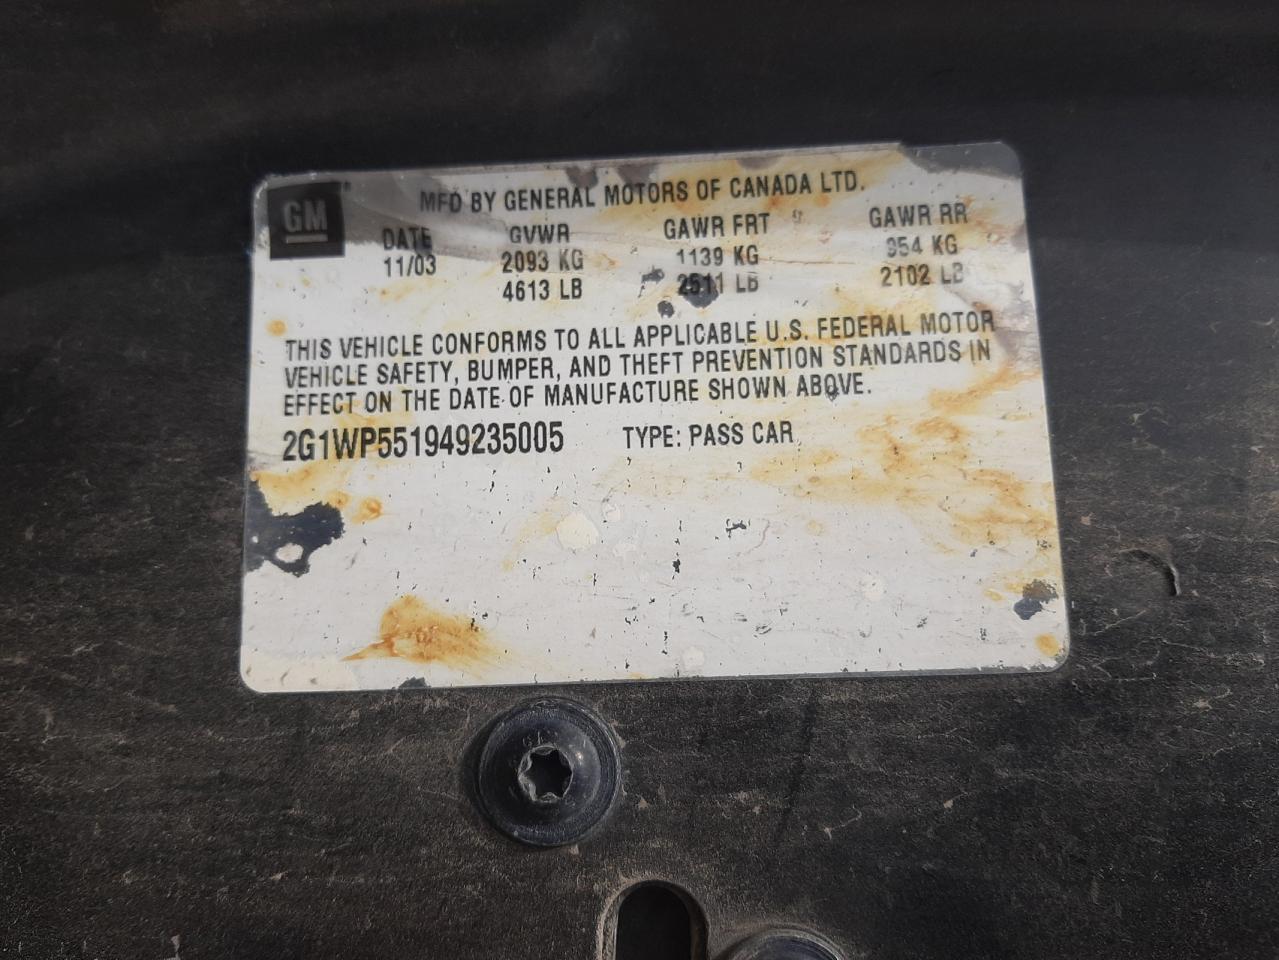 GM
MFD BY GENERAL MOTORS OF CANADA LTD.
DATE GVWR GAWR FRT GAWR RR
11/03 2093 KG 1139 KG 954 KG
4613 LB 2511 LB 2102 LB
THIS VEHICLE CONFORMS TO ALL APPLICABLE U.S. FEDERAL MOTOR
VEHICLE SAFETY, BUMPER, AND THEFT PREVENTION STANDARDS IN
EFFECT ON THE DATE OF MANUFACTURE SHOWN ABOVE.
2G1WP551949235005 TYPE: PASS CAR